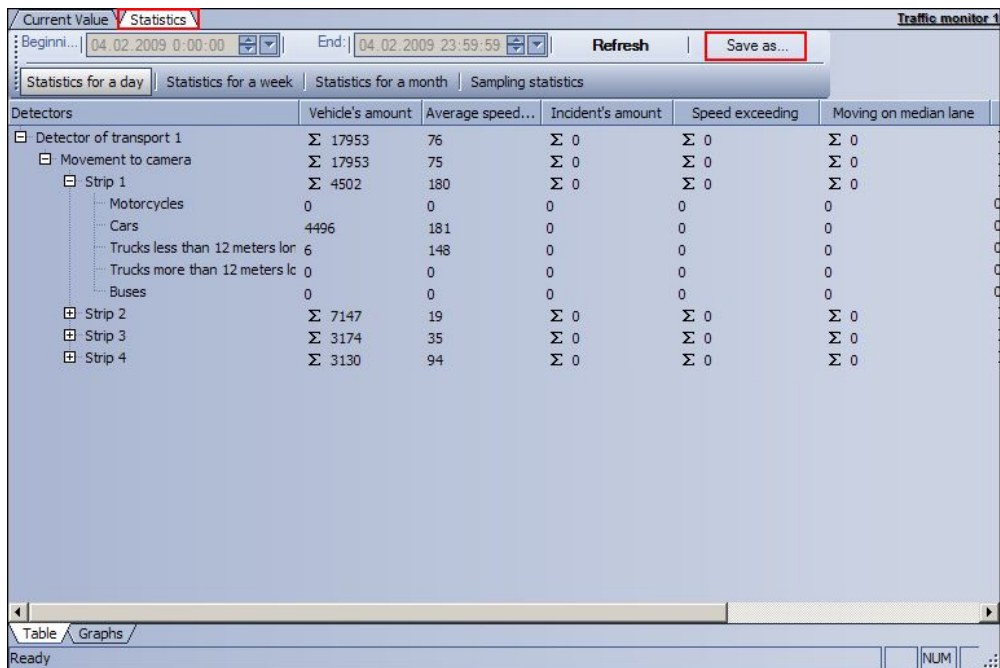 Current Value Statistics Traffic monitor 1
Beginni... 04.02.2009 0:00:00 End: 04.02.2009 23:59:59 Refresh Save as...
Statistics for a day Statistics for a week Statistics for a month Sampling statistics
Detectors Vehicle's amount Average speed... Incident's amount Speed exceeding Moving on median lane
Detector of transport 1 Σ 17953 76 Σ 0 Σ 0 Σ 0
Movement to camera Σ 17953 75 Σ 0 Σ 0 Σ 0
Strip 1 Σ 4502 180 Σ 0 Σ 0 Σ 0
Motorcycles 0 0 0 0 0 0
Cars 4496 181 0 0 0 0
Trucks less than 12 meters lon 6 148 0 0 0 0
Trucks more than 12 meters lo 0 0 0 0 0 0
Buses 0 0 0 0 0 0
Strip 2 Σ 7147 19 Σ 0 Σ 0 Σ 0
Strip 3 Σ 3174 35 Σ 0 Σ 0 Σ 0
Strip 4 Σ 3130 94 Σ 0 Σ 0 Σ 0
Table Graphs
Ready NUM